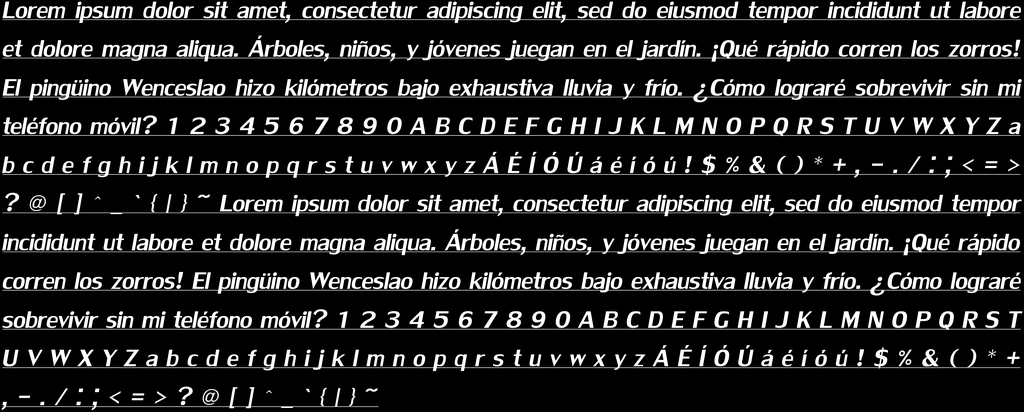 Lorem ipsum dolor sit amet, consectetur adipiscing elit, sed do eiusmod tempor incididunt ut labore
et dolore magna aliqua. Árboles, niños, y jóvenes juegan en el jardín. ¡Qué rápido corren los zorros!
El pingüino Wenceslao hizo kilómetros bajo exhaustiva lluvia y frío. ¿Cómo lograré sobrevivir sin mi
teléfono móvil? 1 2 3 4 5 6 7 8 9 0 A B C D E F G H I J K L M N O P Q R S T U V W X Y Z a
b c d e f g h i j k l m n o p q r s t u v w x y z Á É Í Ó Ú á é í ó ú ! $ % & ( ) * + , - . / : ; < = >
? @ [ ] ^ _ ` { | } ~ Lorem ipsum dolor sit amet, consectetur adipiscing elit, sed do eiusmod tempor
incididunt ut labore et dolore magna aliqua. Árboles, niños, y jóvenes juegan en el jardín. ¡Qué rápido
corren los zorros! El pingüino Wenceslao hizo kilómetros bajo exhaustiva lluvia y frío. ¿Cómo lograré
sobrevivir sin mi teléfono móvil? 1 2 3 4 5 6 7 8 9 0 A B C D E F G H I J K L M N O P Q R S T
U V W X Y Z a b c d e f g h i j k l m n o p q r s t u v w x y z Á É Í Ó Ú á é í ó ú ! $ % & ( ) * +
, - . / : ; < = > ? @ [ ] ^ _ ` { | } ~